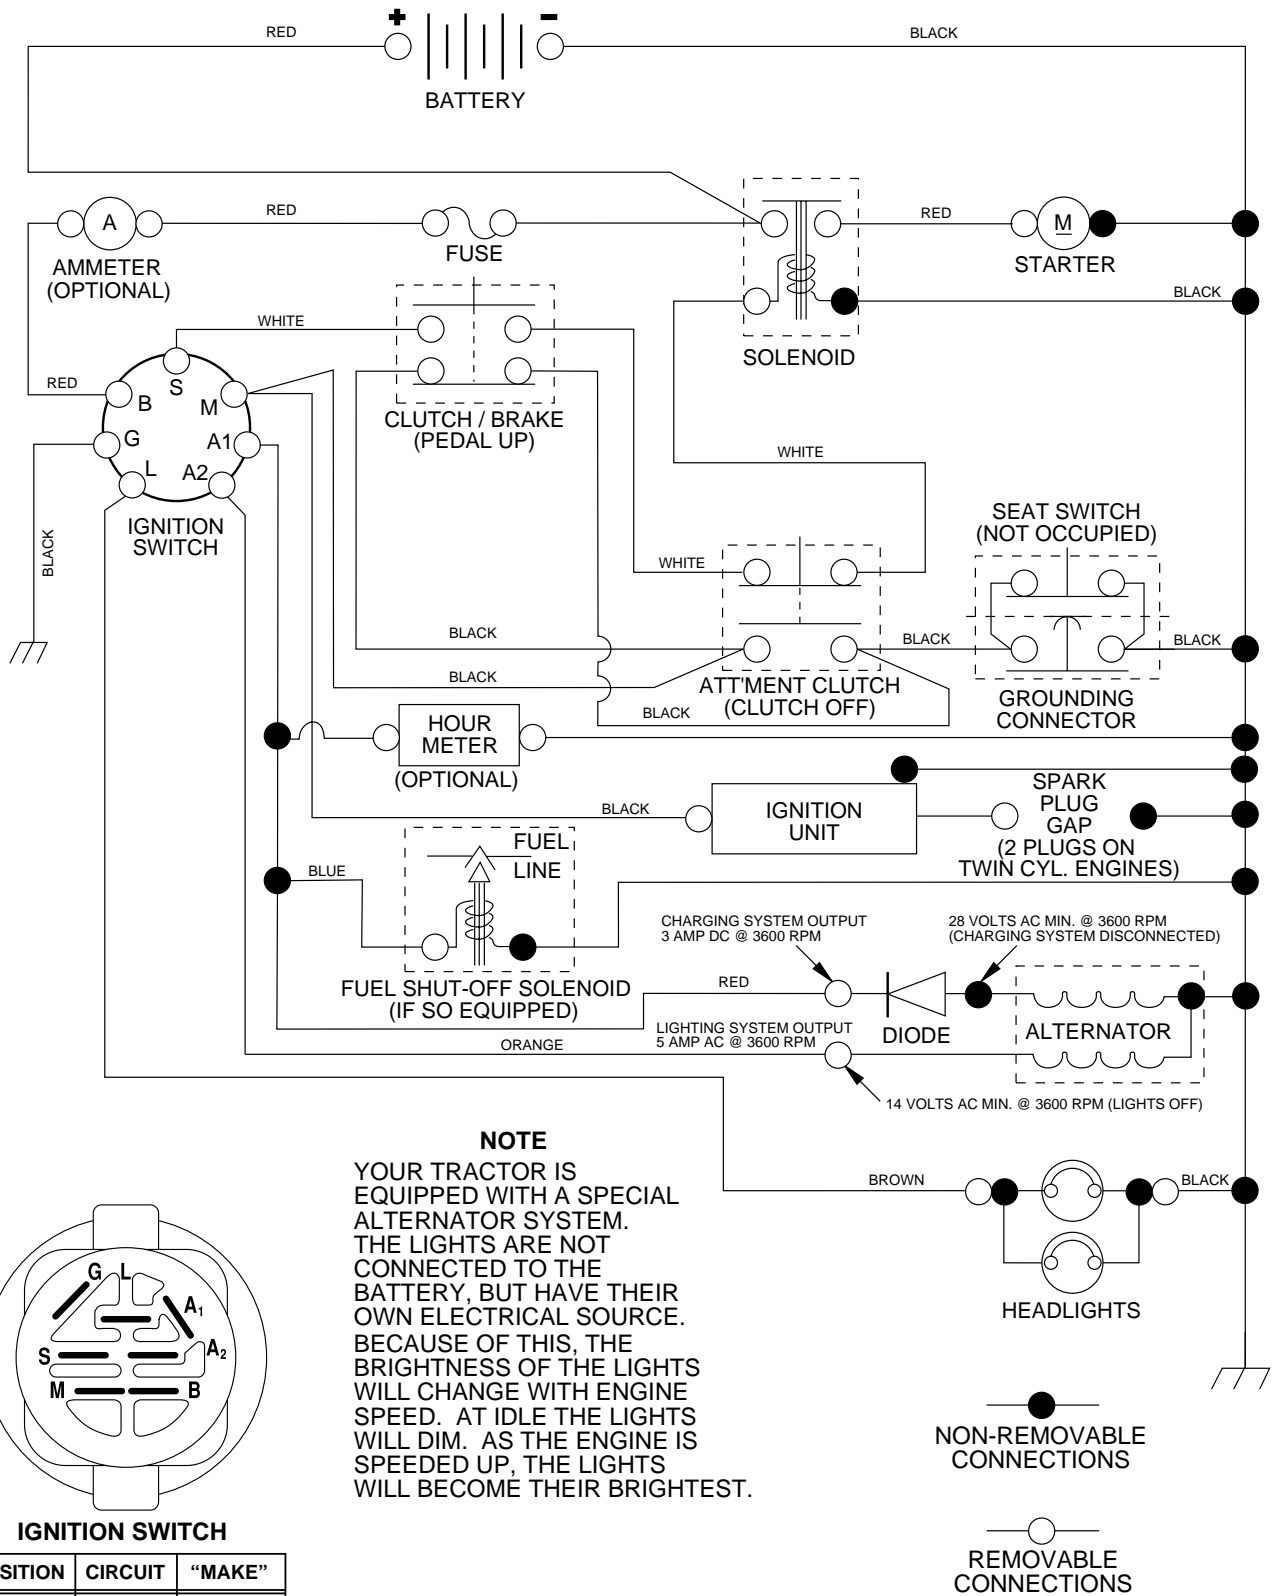 +
-
RED
BLACK
BATTERY
A
RED
FUSE
RED
M
STARTER
AMMETER
(OPTIONAL)
WHITE
BLACK
SOLENOID
RED
S
B
M
G
A1
L
A2
CLUTCH / BRAKE
(PEDAL UP)
IGNITION
SWITCH
BLACK
WHITE
SEAT SWITCH
(NOT OCCUPIED)
WHITE
BLACK
BLACK
BLACK
BLACK
ATT'MENT CLUTCH
(CLUTCH OFF)
BLACK
GROUNDING
CONNECTOR
HOUR
METER
(OPTIONAL)
BLACK
IGNITION
UNIT
SPARK
PLUG
GAP
(2 PLUGS ON
TWIN CYL. ENGINES)
BLUE
FUEL
LINE
FUEL SHUT-OFF SOLENOID
(IF SO EQUIPPED)
CHARGING SYSTEM OUTPUT
3 AMP DC @ 3600 RPM
28 VOLTS AC MIN. @ 3600 RPM
(CHARGING SYSTEM DISCONNECTED)
RED
DIODE
ALTERNATOR
ORANGE
LIGHTING SYSTEM OUTPUT
5 AMP AC @ 3600 RPM
14 VOLTS AC MIN. @ 3600 RPM (LIGHTS OFF)
BROWN
BLACK
HEADLIGHTS
NOTE
YOUR TRACTOR IS
EQUIPPED WITH A SPECIAL
ALTERNATOR SYSTEM.
THE LIGHTS ARE NOT
CONNECTED TO THE
BATTERY, BUT HAVE THEIR
OWN ELECTRICAL SOURCE.
BECAUSE OF THIS, THE
BRIGHTNESS OF THE LIGHTS
WILL CHANGE WITH ENGINE
SPEED. AT IDLE THE LIGHTS
WILL DIM. AS THE ENGINE IS
SPEEDED UP, THE LIGHTS
WILL BECOME THEIR BRIGHTEST.
G
L
A1
A2
S
M
B
IGNITION SWITCH
SITION CIRCUIT “MAKE”
NON-REMOVABLE
CONNECTIONS
REMOVABLE
CONNECTIONS